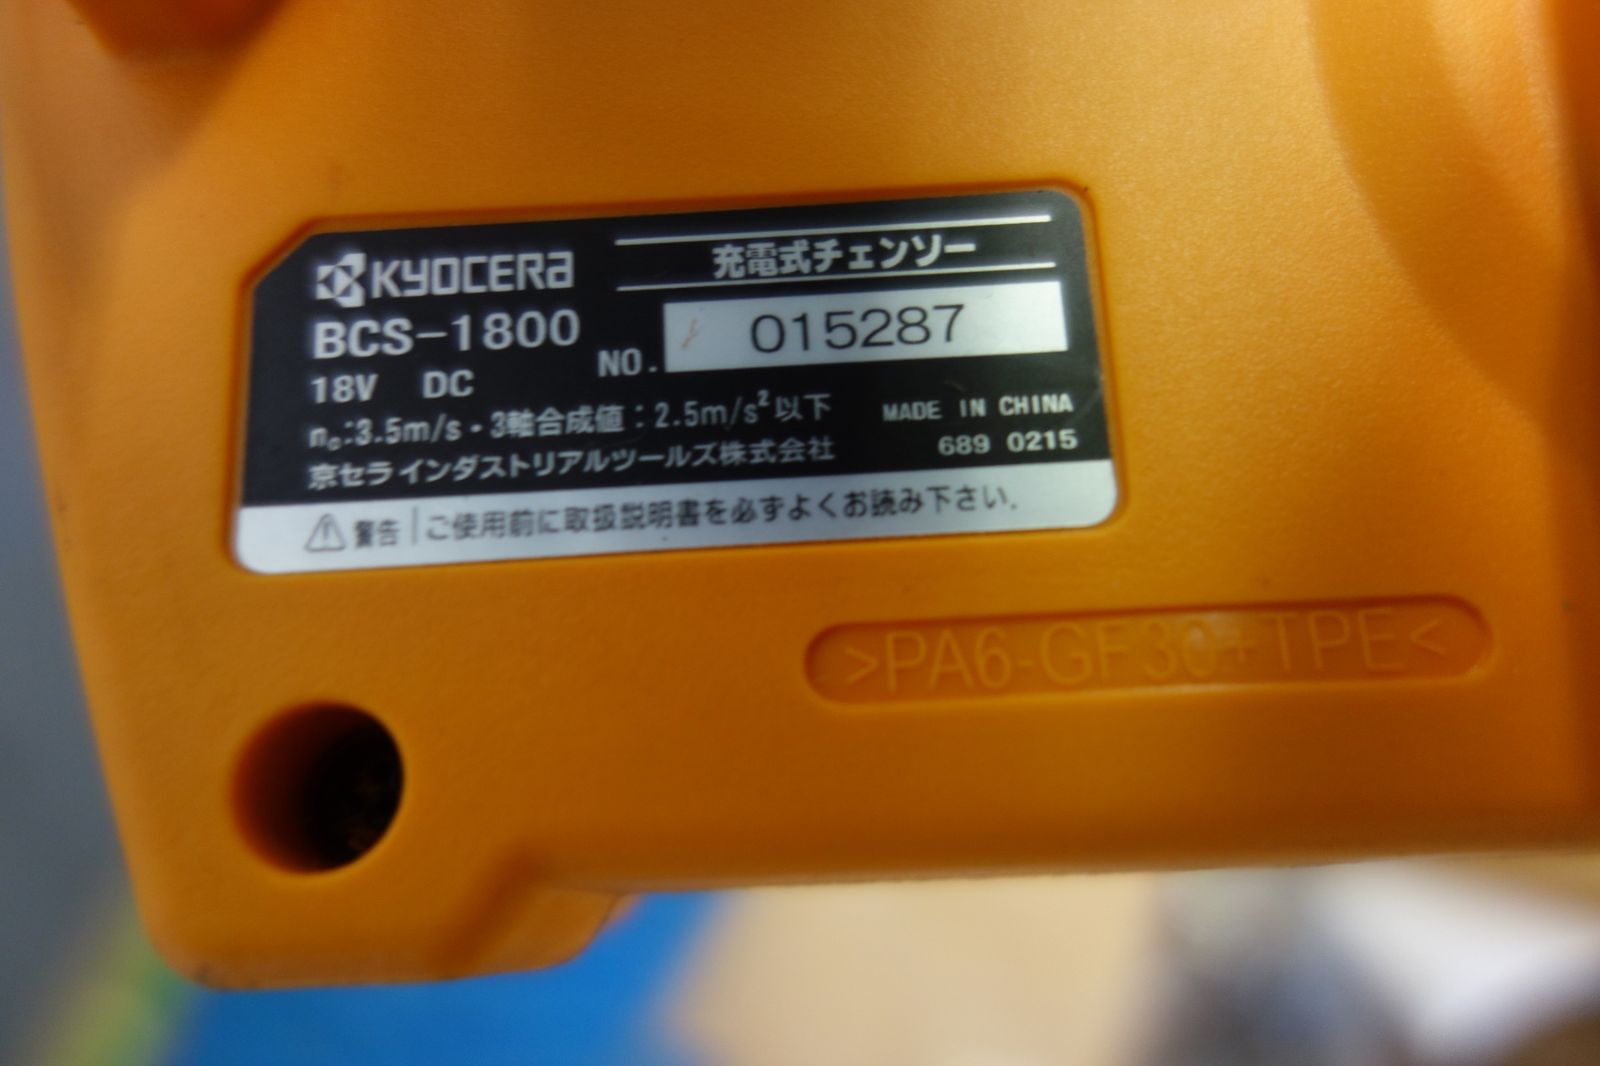 KYOCERA
充電式チェンソー
BCS-1800
NO. 015287
18V DC
n₀:3.5m/s・3軸合成値：2.5m/s²以下
MADE IN CHINA
京セラインダストリアルツールズ株式会社
689 0215
⚠警告 ご使用前に取扱説明書を必ずよくお読み下さい.
>PA6-GF30+TPE<